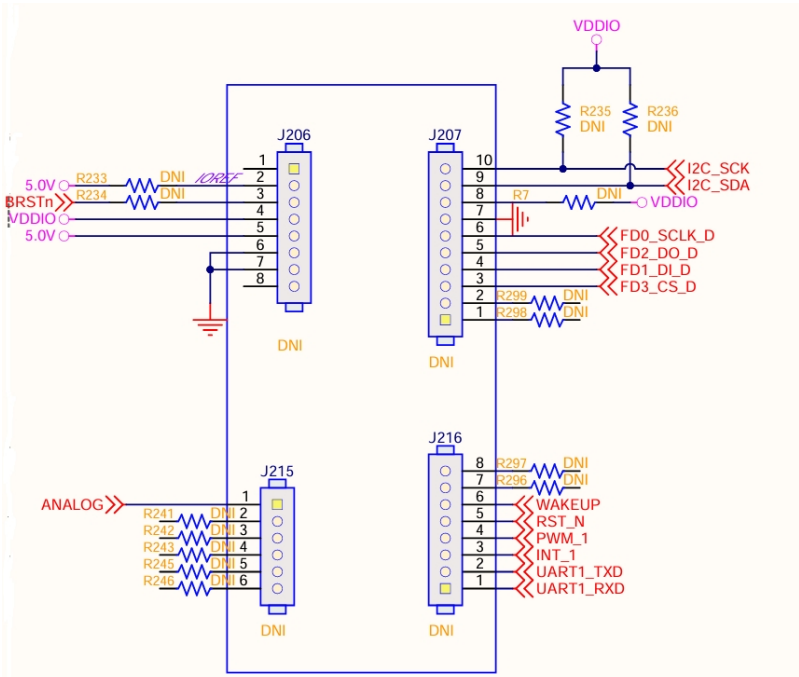 VDDIO
R235 R236
DNI DNI
J206 J207
1 10 I2C_SCK
5.0V R233 DNI IOREF 2 9 I2C_SDA
BRSTn R234 DNI 3 8 R7 DNI VDDIO
VDDIO 4 7
5.0V 5 6 FD0_SCLK_D
6 5 FD2_DO_D
7 4 FD1_DI_D
8 3 FD3_CS_D
2 R299 DNI
1 R298 DNI
DNI DNI
J215 J216
8 R297 DNI
7 R296 DNI
ANALOG 1 6 WAKEUP
R241 DNI 2 5 RST_N
R242 DNI 3 4 PWM_1
R243 DNI 4 3 INT_1
R245 DNI 5 2 UART1_TXD
R246 DNI 6 1 UART1_RXD
DNI DNI